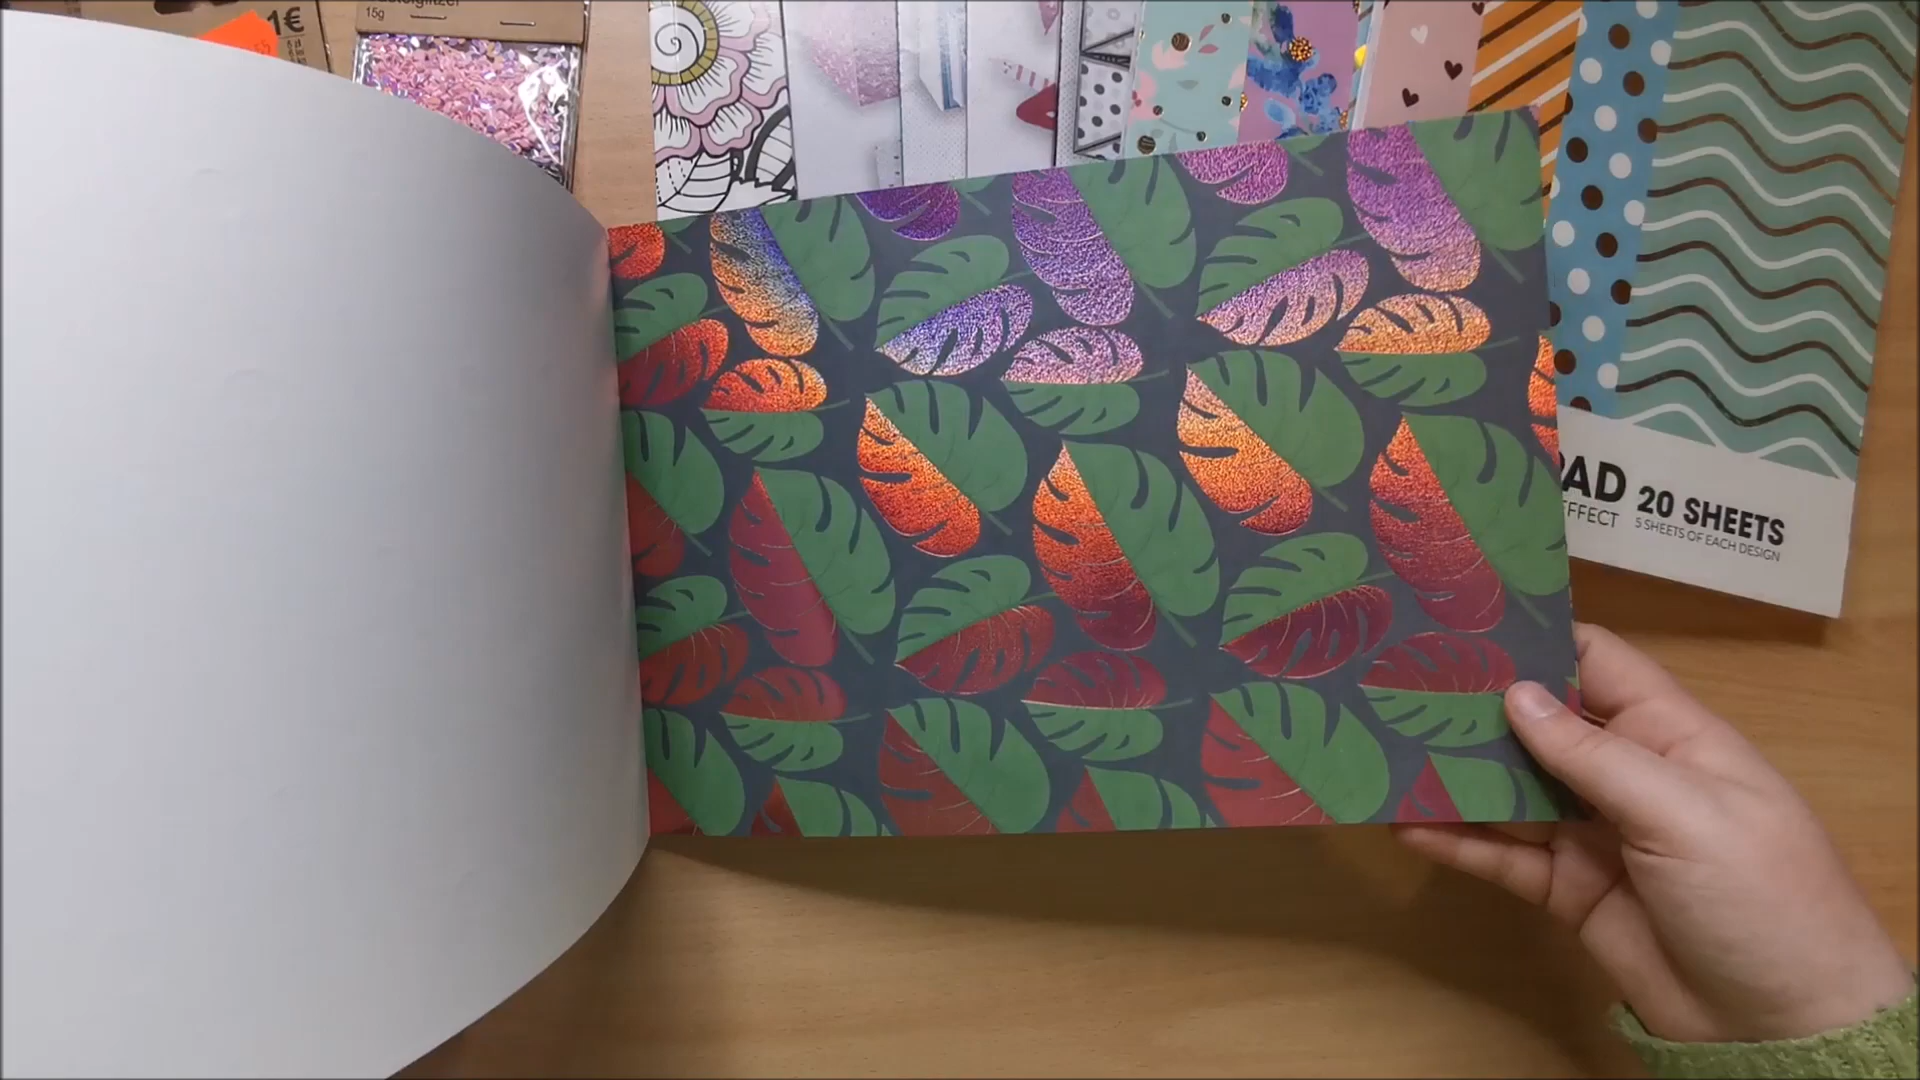 1€
15g
PAD 20 SHEETS
EFFECT 5 SHEETS OF EACH DESIGN